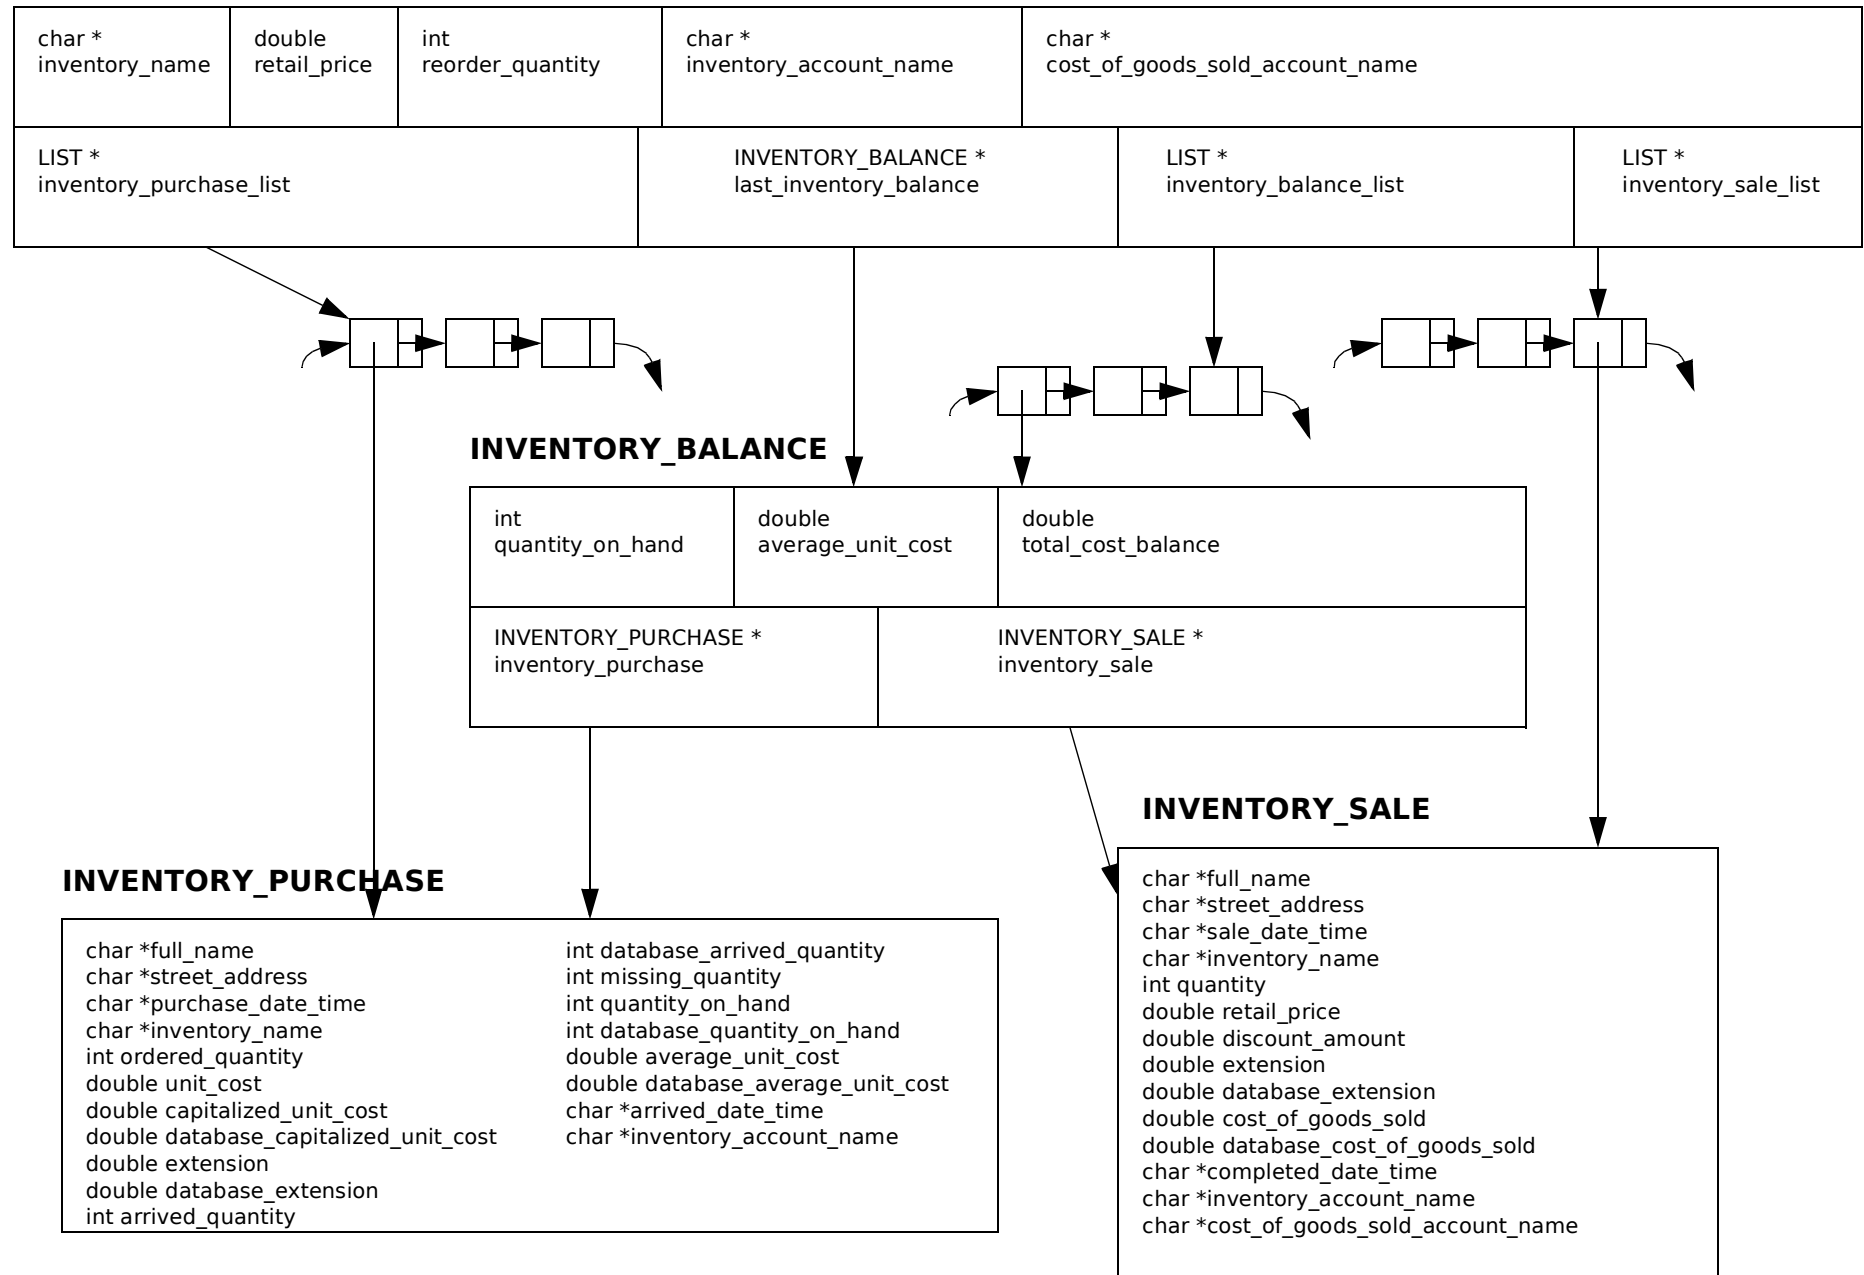 char *
inventory_name
double
retail_price
int
reorder_quantity
char *
inventory_account_name
char *
cost_of_goods_sold_account_name
LIST *
inventory_purchase_list
INVENTORY_BALANCE *
last_inventory_balance
LIST *
inventory_balance_list
LIST *
inventory_sale_list
INVENTORY_BALANCE
int
quantity_on_hand
double
average_unit_cost
double
total_cost_balance
INVENTORY_PURCHASE *
inventory_purchase
INVENTORY_SALE *
inventory_sale
INVENTORY_PURCHASE
char *full_name
char *street_address
char *purchase_date_time
char *inventory_name
int ordered_quantity
double unit_cost
double capitalized_unit_cost
double database_capitalized_unit_cost
double extension
double database_extension
int arrived_quantity
int database_arrived_quantity
int missing_quantity
int quantity_on_hand
int database_quantity_on_hand
double average_unit_cost
double database_average_unit_cost
char *arrived_date_time
char *inventory_account_name
INVENTORY_SALE
char *full_name
char *street_address
char *sale_date_time
char *inventory_name
int quantity
double retail_price
double discount_amount
double extension
double database_extension
double cost_of_goods_sold
double database_cost_of_goods_sold
char *completed_date_time
char *inventory_account_name
char *cost_of_goods_sold_account_name